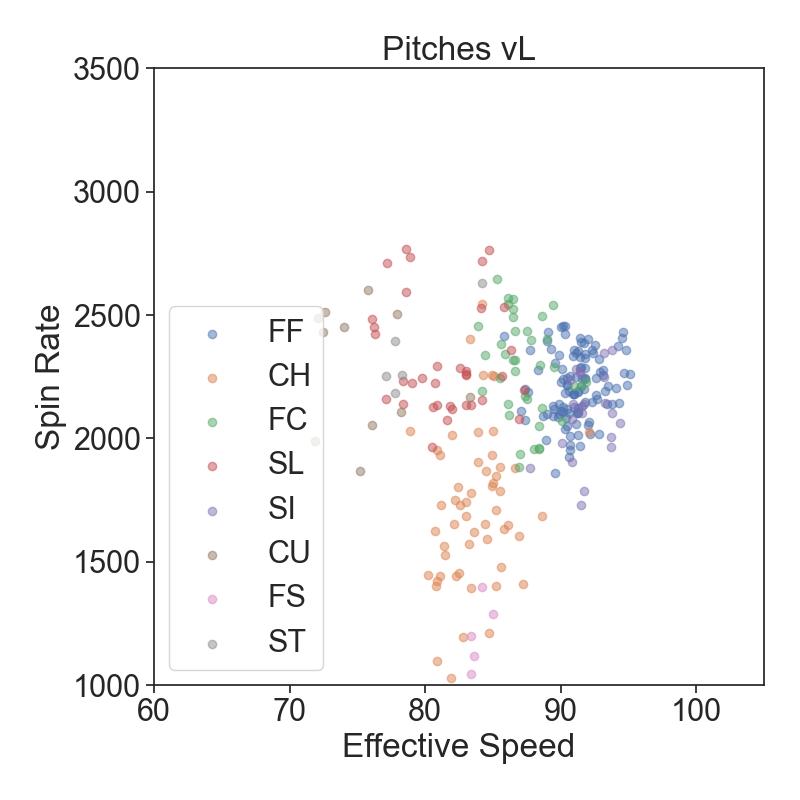 Pitches vL
3500
3000
2500
2000
1500
1000
Spin Rate
FF
CH
FC
SL
SI
CU
FS
ST
60 70 80 90 100
Effective Speed